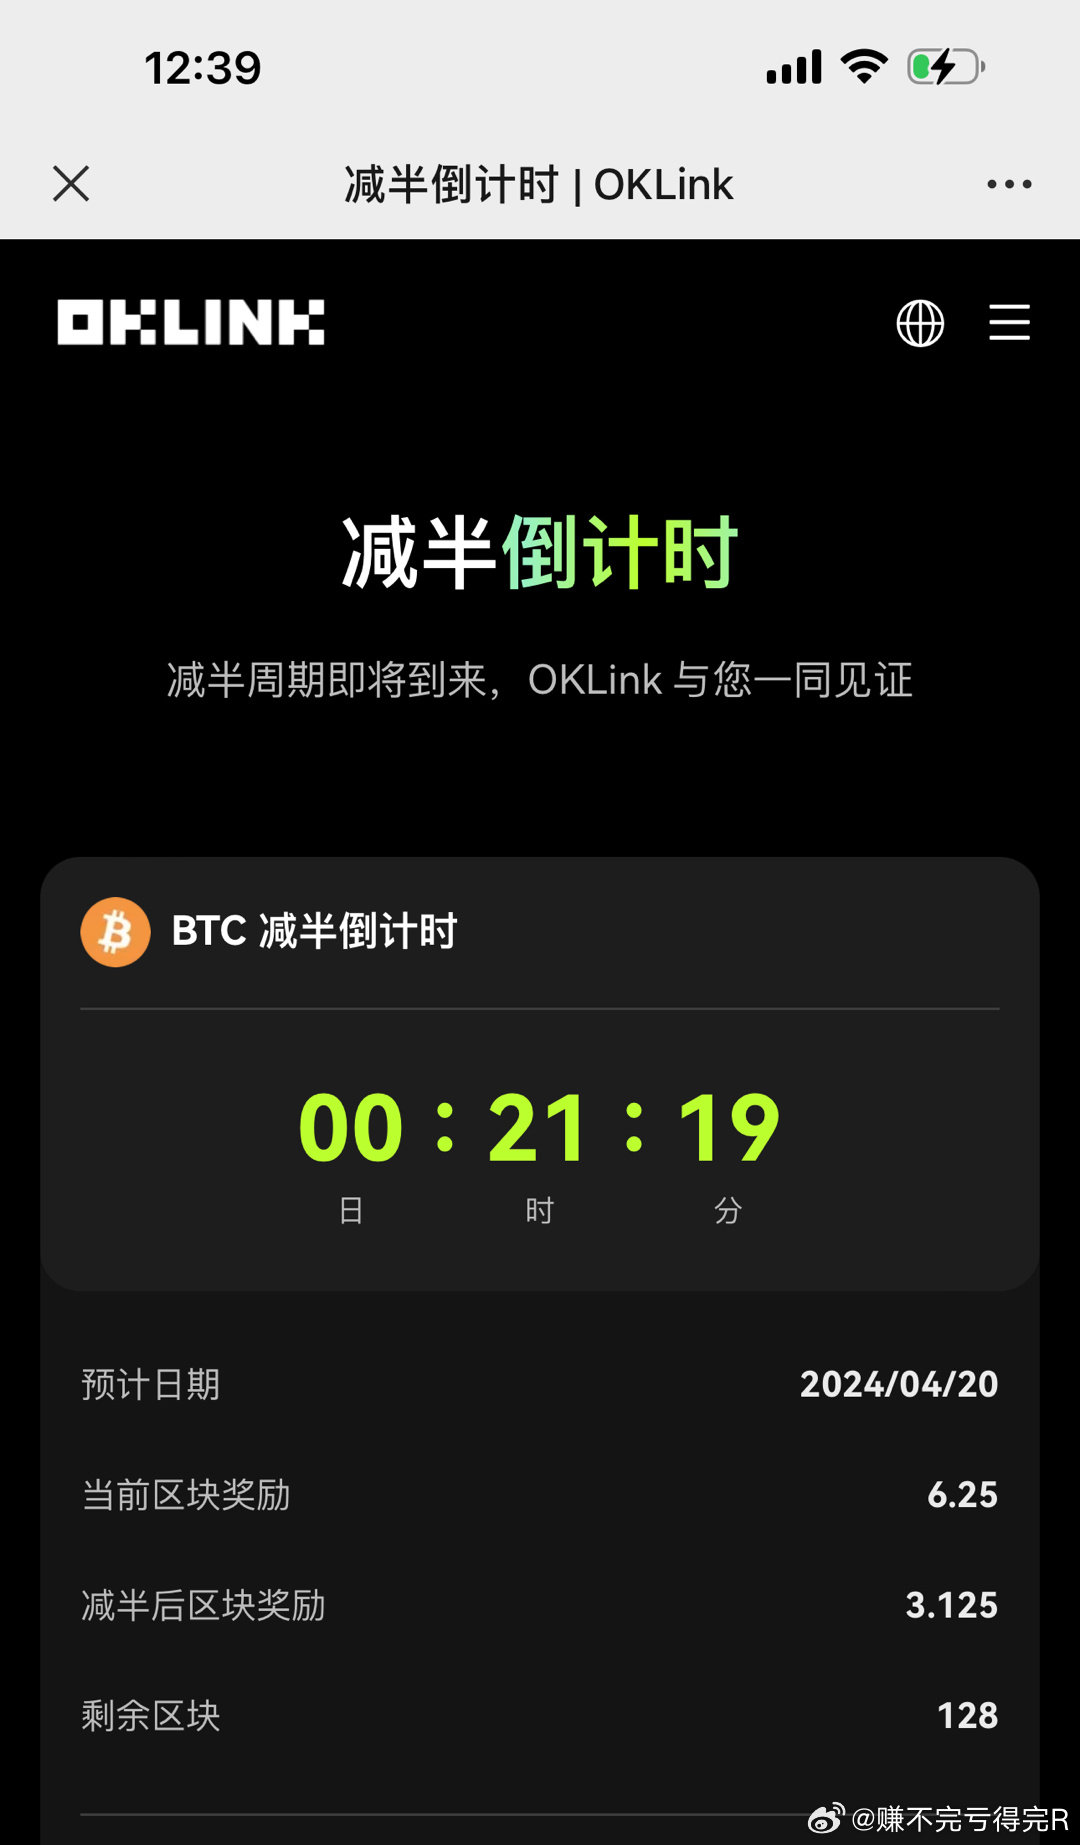 12:39
减半倒计时 | OKLink
OKLINK
减半倒计时
减半周期即将到来，OKLink 与您一同见证
BTC 减半倒计时
00 : 21 : 19
日 时 分
预计日期 2024/04/20
当前区块奖励 6.25
减半后区块奖励 3.125
剩余区块 128
@赚不完亏得完R